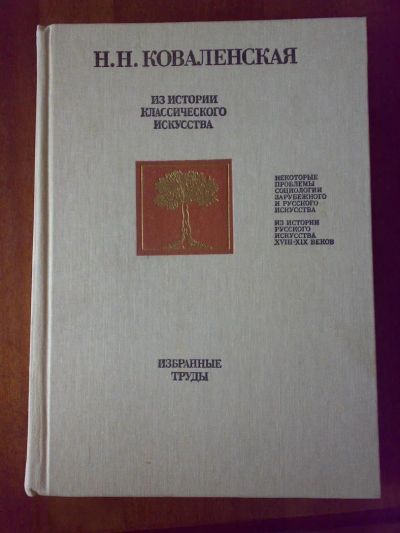 Н.Н. КОВАЛЕНСКАЯ
ИЗ ИСТОРИИ
КЛАССИЧЕСКОГО
ИСКУССТВА
НЕКОТОРЫЕ
ПРОБЛЕМЫ
СОЦИОЛОГИИ
ЗАРУБЕЖНОГО
И РУССКОГО
ИСКУССТВА
ИЗ ИСТОРИИ
РУССКОГО
ИСКУССТВА
XVIII-XIX ВЕКОВ
ИЗБРАННЫЕ
ТРУДЫ